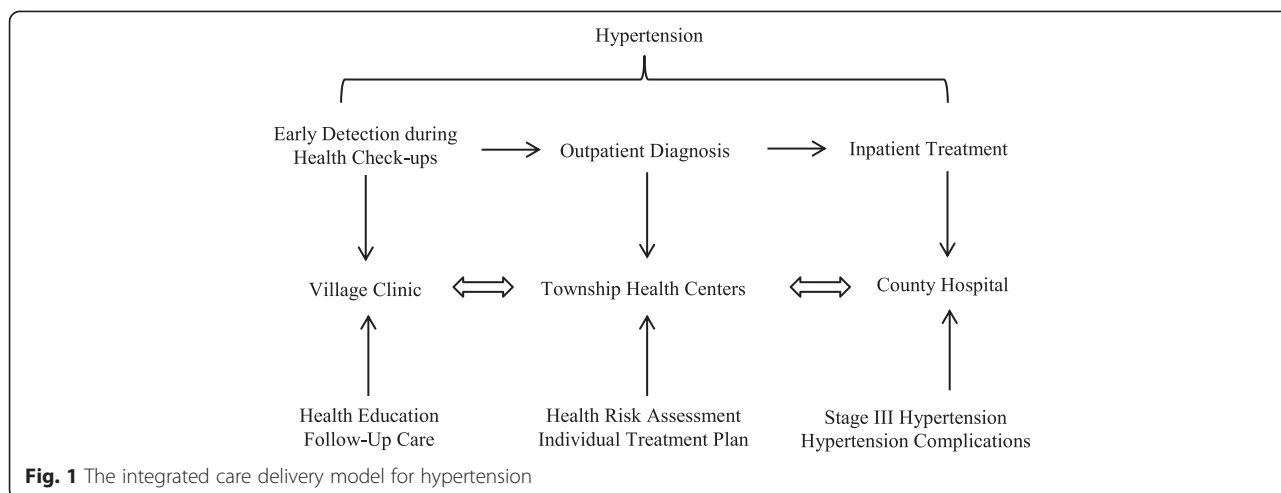 Hypertension
Early Detection during
Health Check-ups
Outpatient Diagnosis
Inpatient Treatment
Village Clinic
Township Health Centers
County Hospital
Health Education
Follow-Up Care
Health Risk Assessment
Individual Treatment Plan
Stage III Hypertension
Hypertension Complications
Fig. 1 The integrated care delivery model for hypertension